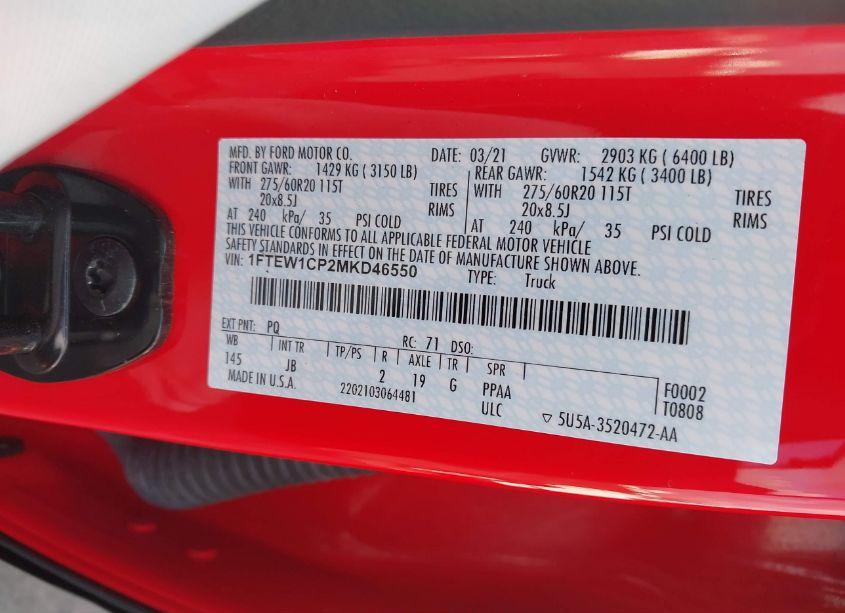 MFD. BY FORD MOTOR CO. DATE: 03/21 GVWR: 2903 KG ( 6400 LB)
FRONT GAWR: 1429 KG ( 3150 LB) REAR GAWR: 1542 KG ( 3400 LB)
WITH 275/60R20 115T TIRES WITH 275/60R20 115T TIRES
20x8.5J RIMS 20x8.5J RIMS
AT 240 kPa/ 35 PSI COLD AT 240 kPa/ 35 PSI COLD
THIS VEHICLE CONFORMS TO ALL APPLICABLE FEDERAL MOTOR VEHICLE
SAFETY STANDARDS IN EFFECT ON THE DATE OF MANUFACTURE SHOWN ABOVE.
VIN: 1FTEW1CP2MKD46550 TYPE: Truck
EXT PNT: PQ RC: 71 DSO:
WB INT TR TP/PS R AXLE TR SPR
145 JB 2 19 G PPAA F0002
MADE IN U.S.A. 2202103064481 ULC T0808
▽ 5U5A-3520472-AA